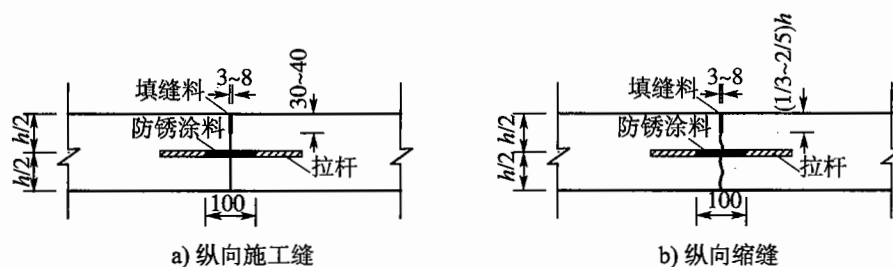 3~8
30~40
填缝料
防锈涂料
h/2
h/2
拉杆
100
a) 纵向施工缝
3~8
(1/3~2/5)h
填缝料
防锈涂料
h/2
h/2
拉杆
100
b) 纵向缩缝